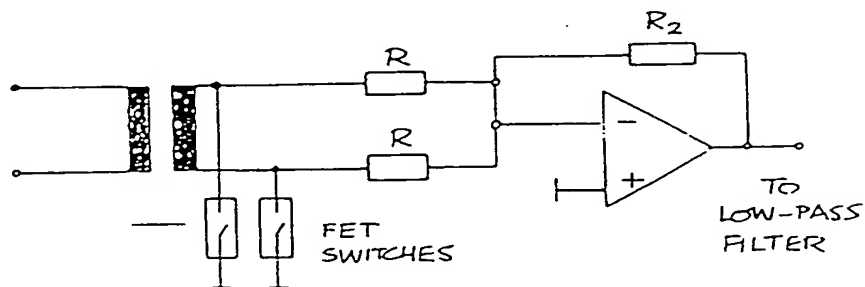 R₂
R
R
−
+
FET
SWITCHES
TO
LOW-PASS
FILTER